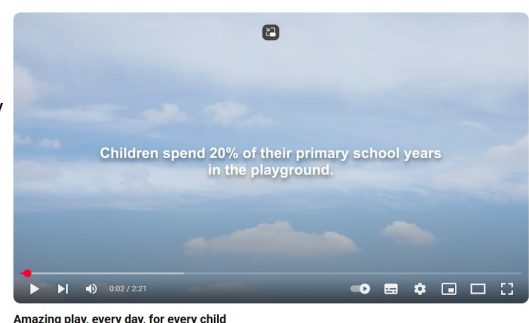 Children spend 20% of their primary school years
in the playground.
0:02 / 2:21
Amazing play, every day, for every child